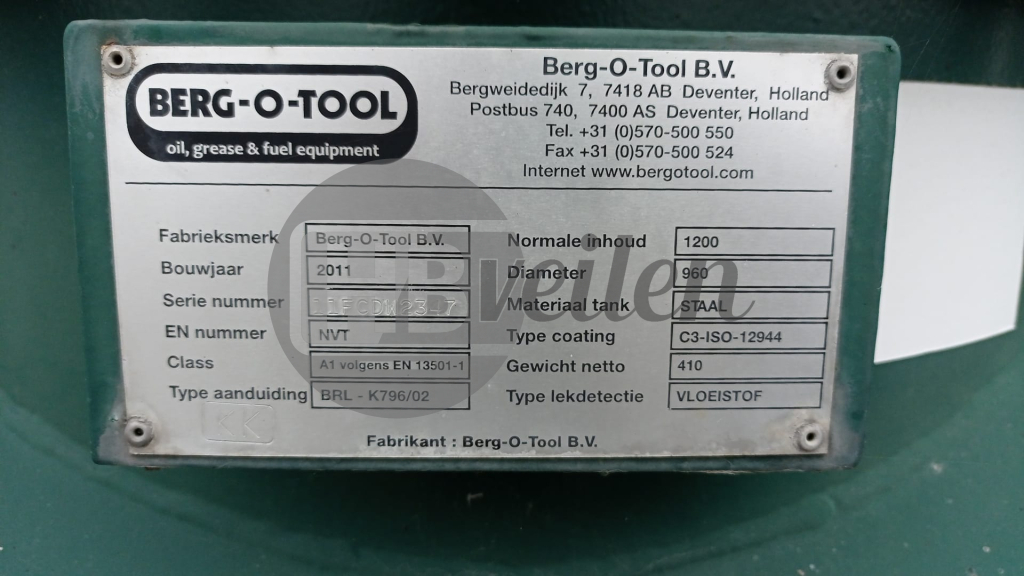 BERG-O-TOOL
oil, grease & fuel equipment
Berg-O-Tool B.V.
Bergweidedijk 7, 7418 AB Deventer, Holland
Postbus 740, 7400 AS Deventer, Holland
Tel. +31 (0)570-500 550
Fax +31 (0)570-500 524
Internet www.bergotool.com
Fabrieksmerk Berg-O-Tool B.V.
Bouwjaar 2011
Serie nummer
EN nummer NVT
Class A1 volgens EN 13501-1
Type aanduiding BRL - K796/02
Normale inhoud 1200
Diameter 960
Materiaal tank STAAL
Type coating C3-ISO-12944
Gewicht netto 410
Type lekdetectie VLOEISTOF
KK
Fabrikant : Berg-O-Tool B.V.
veilen